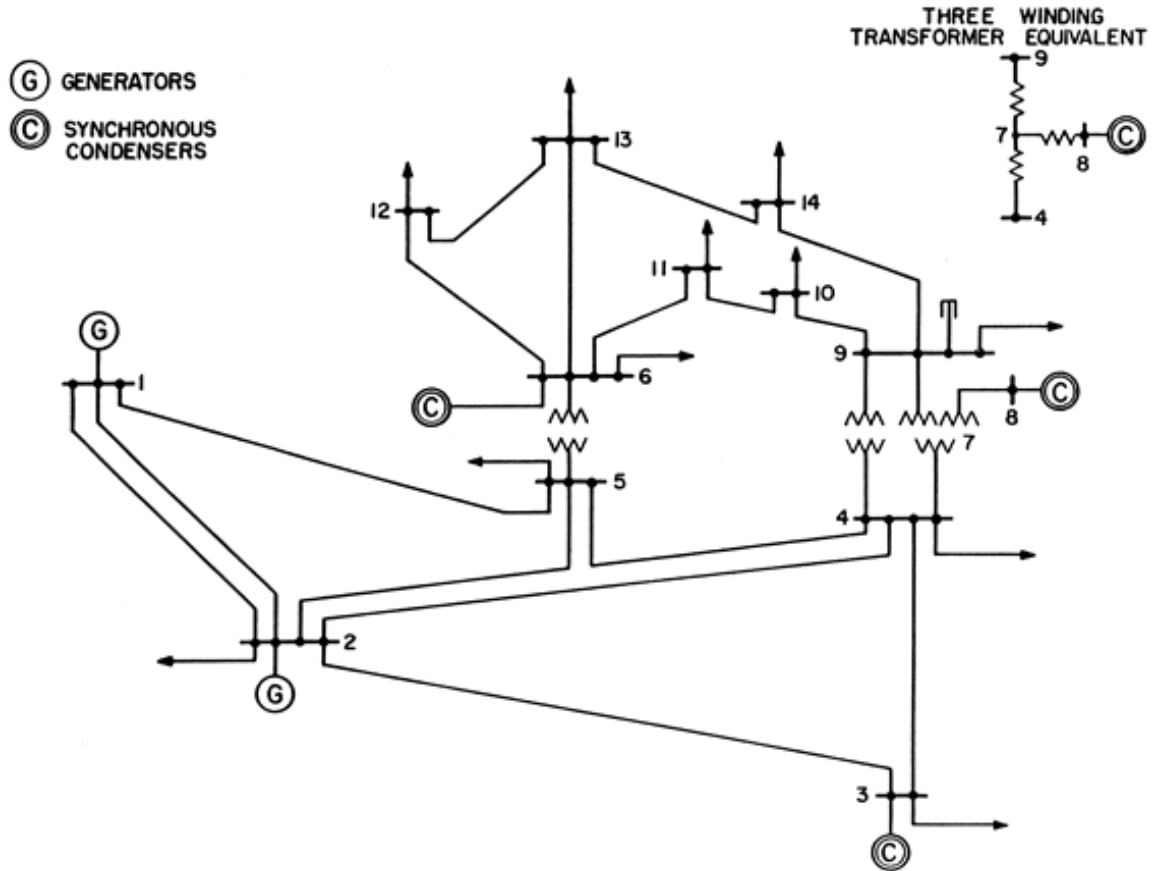 THREE WINDING
TRANSFORMER EQUIVALENT
G GENERATORS
C SYNCHRONOUS
CONDENSERS
9
7
C
8
4
13
12
14
11
10
G
1
9
6
C
8
C
7
5
4
2
G
3
C